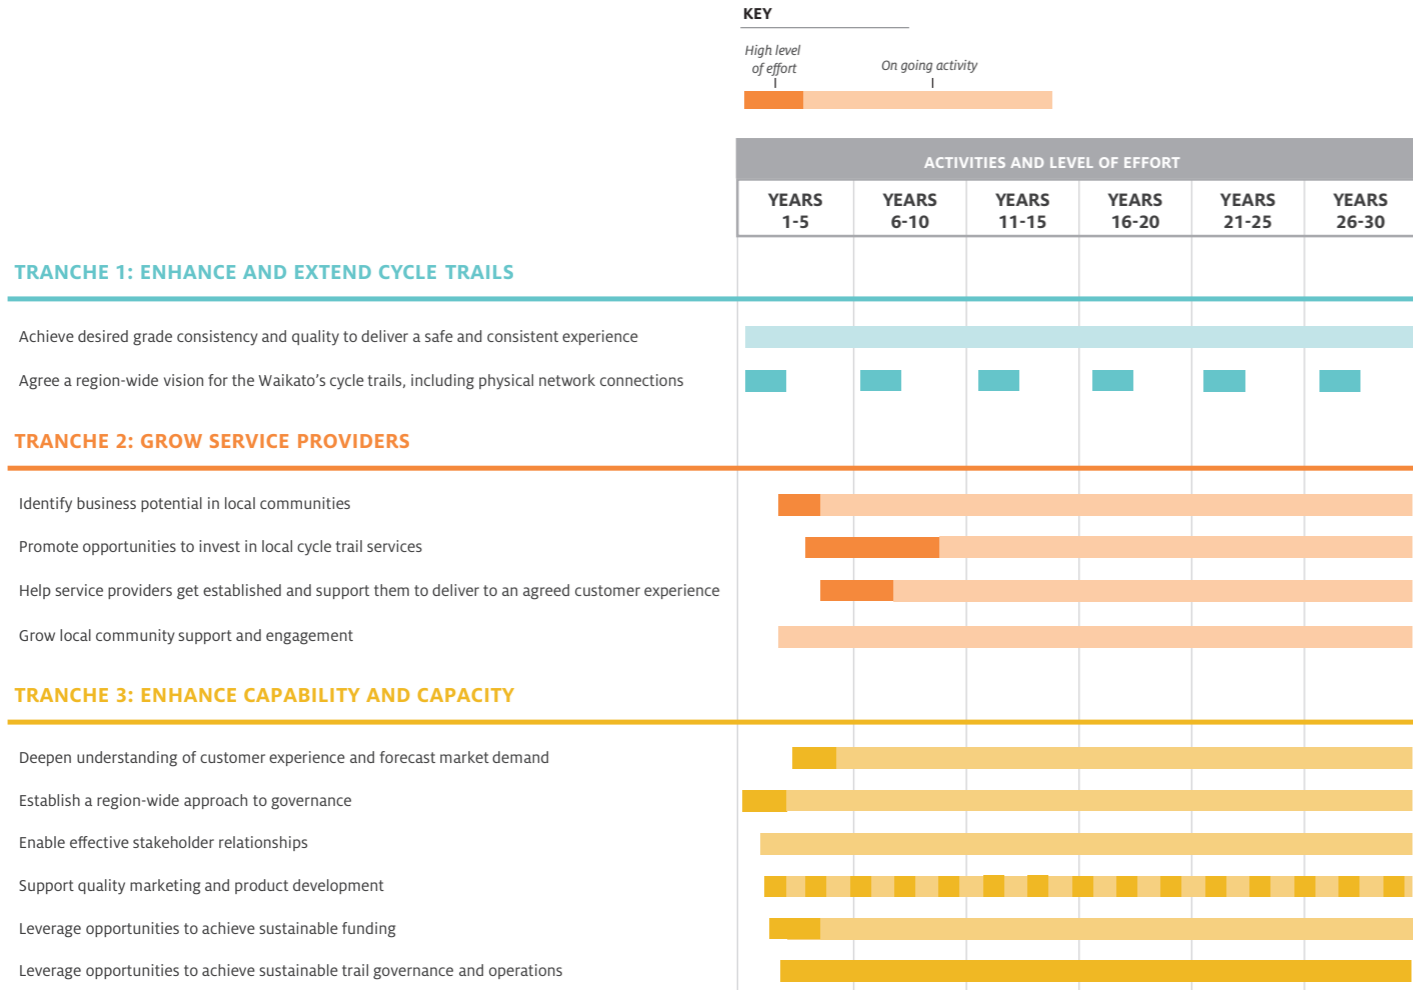 KEY
High level
of effort
On going activity
ACTIVITIES AND LEVEL OF EFFORT
YEARS
1-5
YEARS
6-10
YEARS
11-15
YEARS
16-20
YEARS
21-25
YEARS
26-30
TRANCHE 1: ENHANCE AND EXTEND CYCLE TRAILS
Achieve desired grade consistency and quality to deliver a safe and consistent experience
Agree a region-wide vision for the Waikato’s cycle trails, including physical network connections
TRANCHE 2: GROW SERVICE PROVIDERS
Identify business potential in local communities
Promote opportunities to invest in local cycle trail services
Help service providers get established and support them to deliver to an agreed customer experience
Grow local community support and engagement
TRANCHE 3: ENHANCE CAPABILITY AND CAPACITY
Deepen understanding of customer experience and forecast market demand
Establish a region-wide approach to governance
Enable effective stakeholder relationships
Support quality marketing and product development
Leverage opportunities to achieve sustainable funding
Leverage opportunities to achieve sustainable trail governance and operations